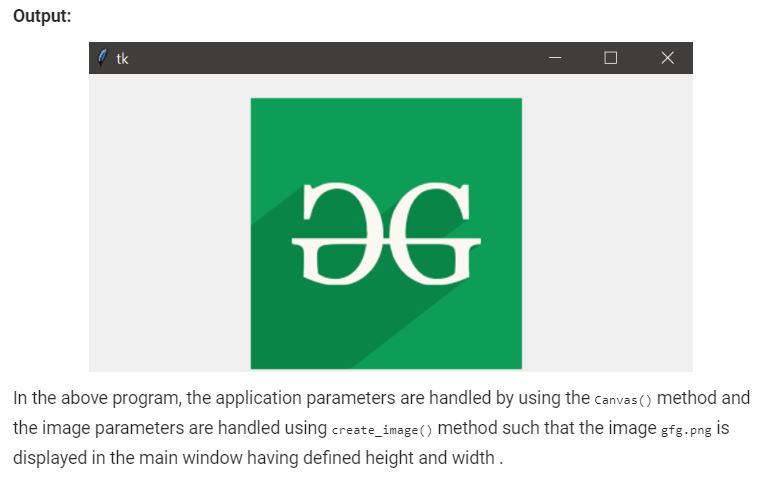 Output:
tk
In the above program, the application parameters are handled by using the Canvas() method and
the image parameters are handled using create_image() method such that the image gfg.png is
displayed in the main window having defined height and width .